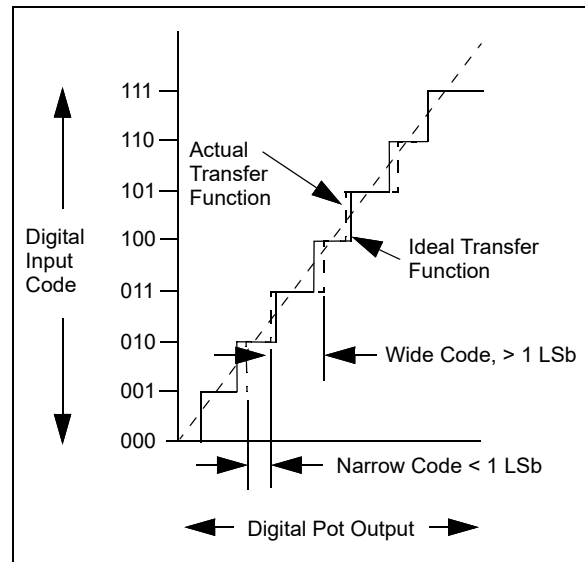 111
110
101
100
011
010
001
000
Digital
Input
Code
Actual
Transfer
Function
Ideal Transfer
Function
Wide Code, > 1 LSb
Narrow Code < 1 LSb
Digital Pot Output